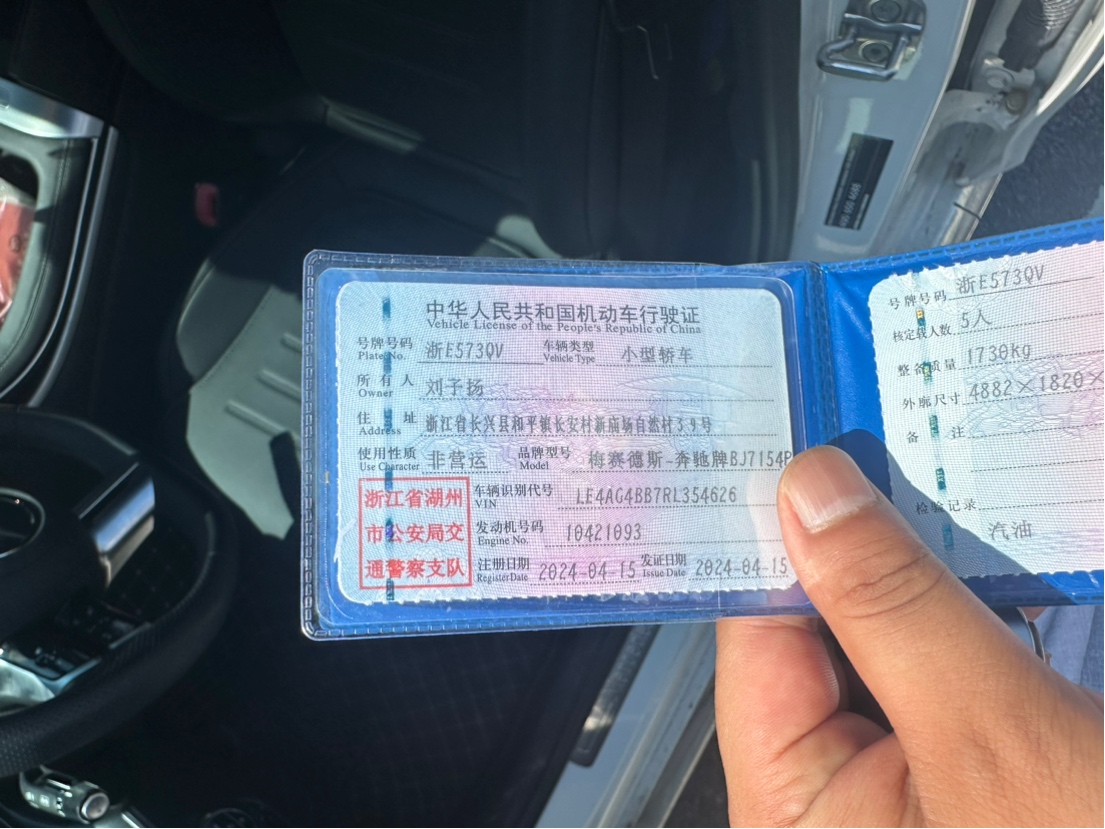 中华人民共和国机动车行驶证
Vehicle License of the People's Republic of China
号牌号码 浙E573QV 车辆类型 小型轿车
Plate No. Vehicle Type
所有人 刘子扬
Owner
住址 浙江省长兴县和平镇长安村新庙场自然村39号
Address
使用性质 非营运 品牌型号 梅赛德斯-奔驰牌BJ7154
Use Character Model
浙江省湖州
市公安局交
通警察支队
车辆识别代号 LE4AG4BB7RL354626
VIN
发动机号码 10421093
Engine No.
注册日期 2024-04-15 发证日期 2024-04-15
Register Date Issue Date
号牌号码 浙E573QV
核定载人数 5人
整备质量 1730kg
外廓尺寸 4882×1820×
备注
检验记录
汽油